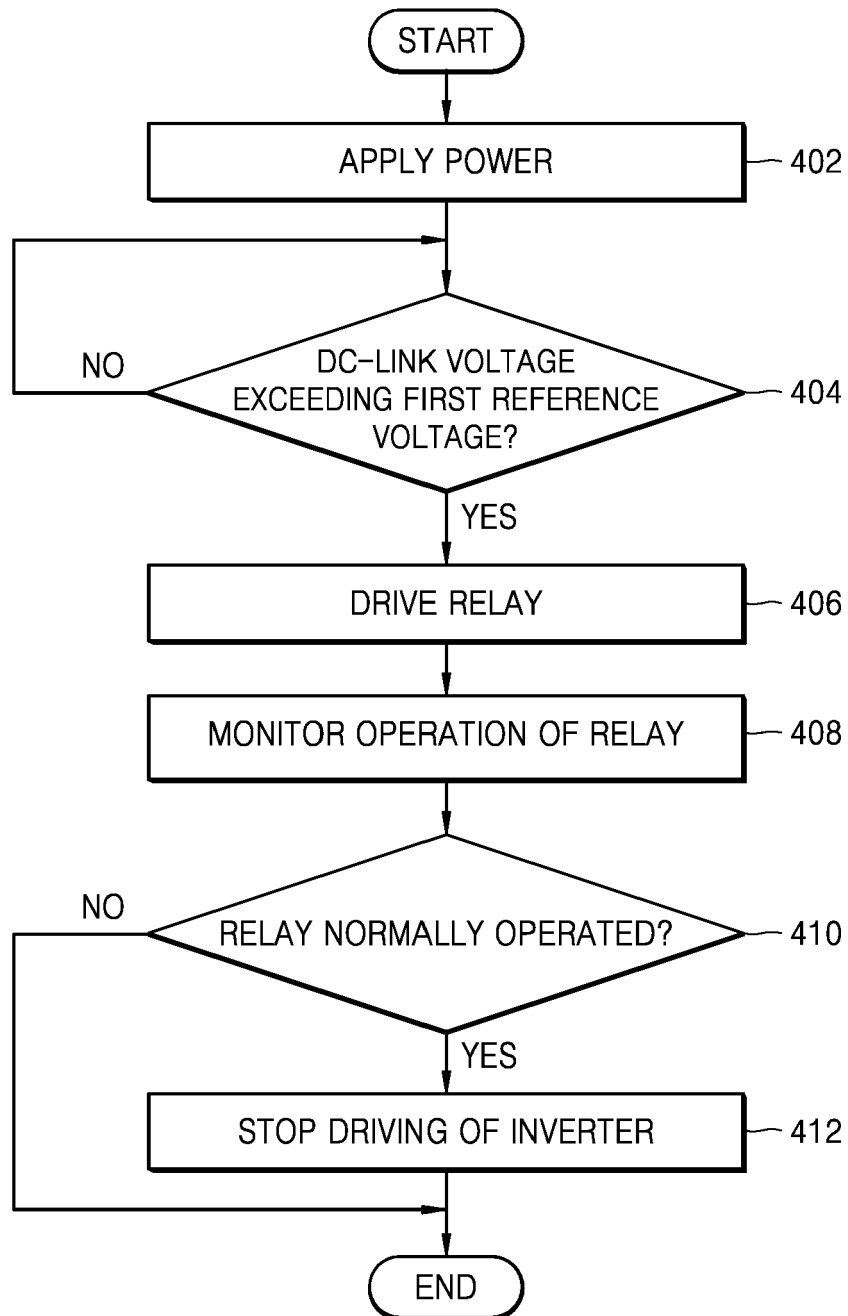 START
APPLY POWER
402
NO
DC-LINK VOLTAGE
EXCEEDING FIRST REFERENCE
VOLTAGE?
404
YES
DRIVE RELAY
406
MONITOR OPERATION OF RELAY
408
NO
RELAY NORMALLY OPERATED?
410
YES
STOP DRIVING OF INVERTER
412
END